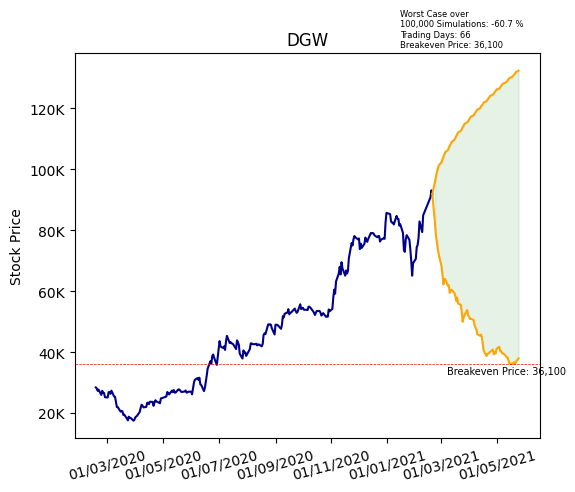 Worst Case over
100,000 Simulations: -60.7 %
Trading Days: 66
Breakeven Price: 36,100
DGW
Stock Price
120K
100K
80K
60K
40K
20K
Breakeven Price: 36,100
01/03/2020 01/05/2020 01/07/2020 01/09/2020 01/11/2020 01/01/2021 01/03/2021 01/05/2021